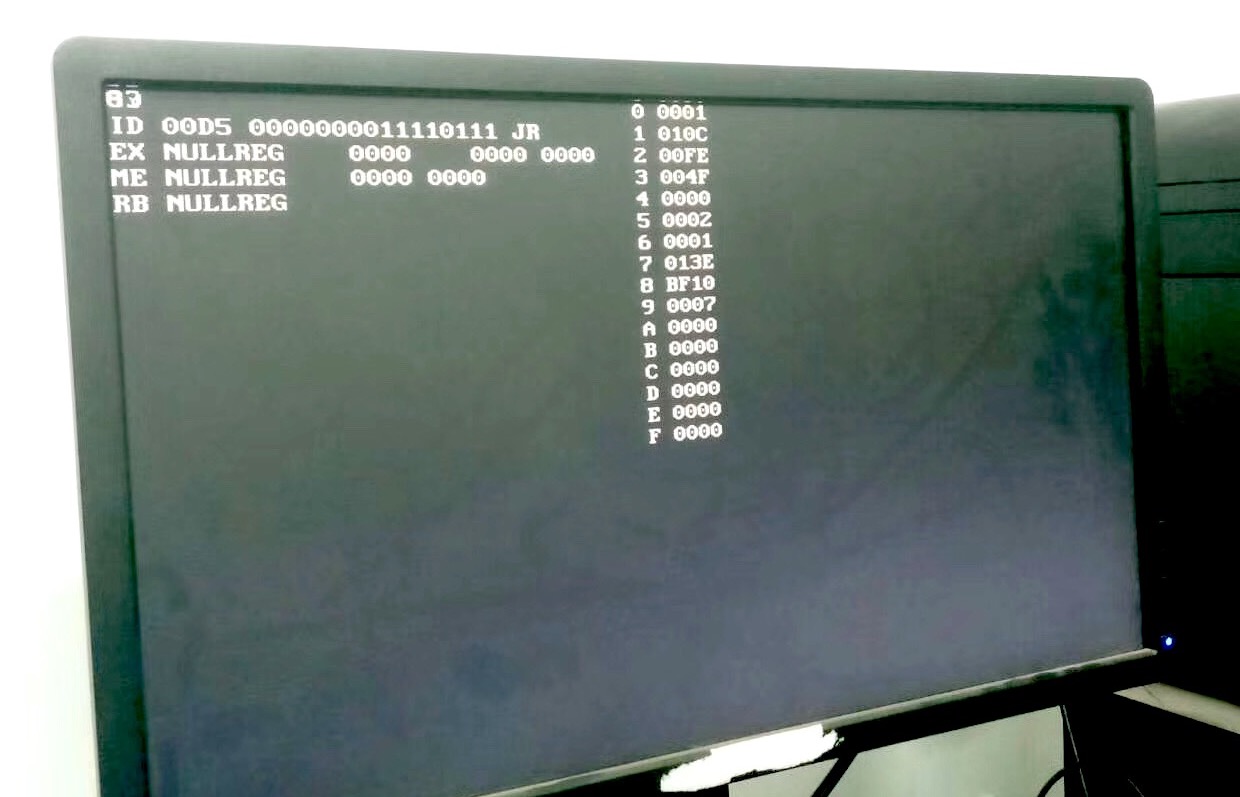 83
ID 00D5 0000000011110111 JR
EX NULLREG 0000 0000 0000
ME NULLREG 0000 0000
RB NULLREG
0 0001
1 010C
2 00FE
3 004F
4 0000
5 0002
6 0001
7 013E
8 BF10
9 0007
A 0000
B 0000
C 0000
D 0000
E 0000
F 0000